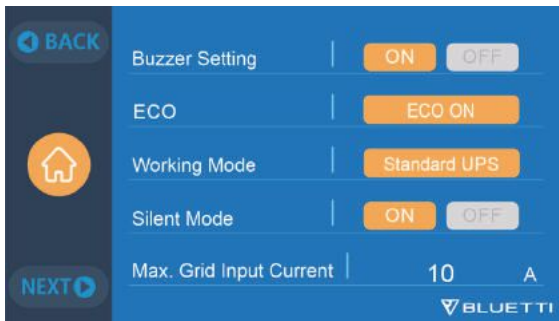 BACK
Buzzer Setting ON OFF
ECO ECO ON
Working Mode Standard UPS
Silent Mode ON OFF
Max. Grid Input Current 10 A
NEXT
BLUETTI